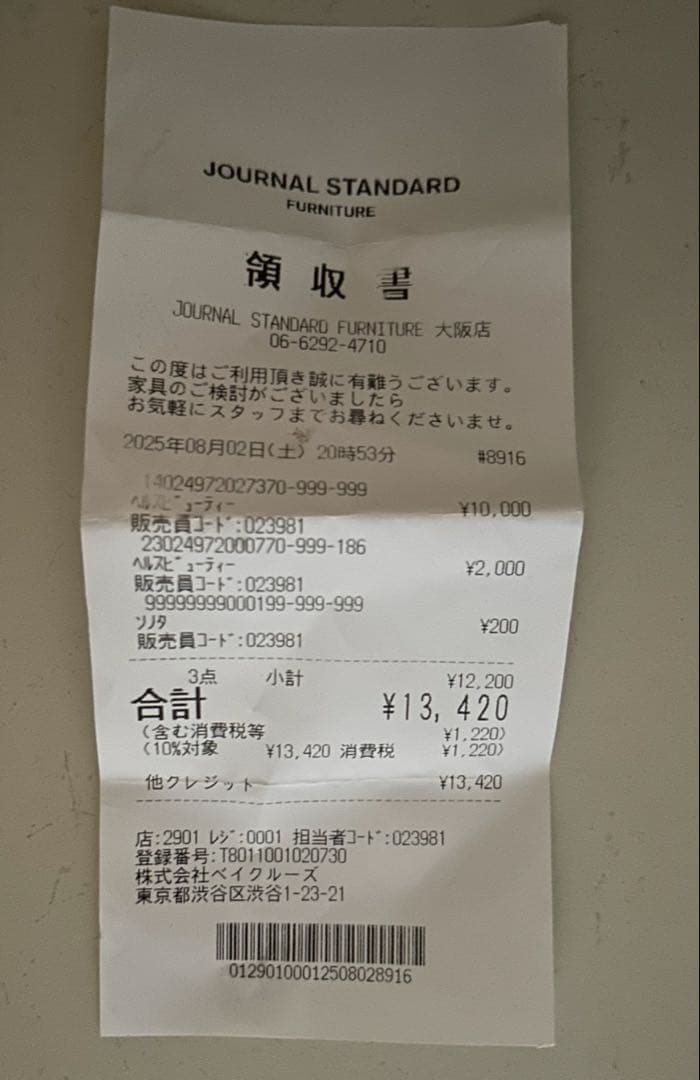 JOURNAL STANDARD
FURNITURE
領収書
JOURNAL STANDARD FURNITURE 大阪店
06-6292-4710
この度はご利用頂き誠に有難うございます。
家具のご検討がございましたら
お気軽にスタッフまでお尋ねくださいませ。
2025年08月02日(土) 20時53分 #8916
14024972027370-999-999
ﾍﾙｽﾋﾞｭｰﾃｨｰ ¥10,000
販売員ｺｰﾄﾞ:023981
23024972000770-999-186
ﾍﾙｽﾋﾞｭｰﾃｨｰ ¥2,000
販売員ｺｰﾄﾞ:023981
99999999000199-999-999
ｿﾉﾀ ¥200
販売員ｺｰﾄﾞ:023981
3点 小計 ¥12,200
合計 ¥13,420
(含む消費税等 ¥1,220)
(10%対象 ¥13,420 消費税 ¥1,220)
他クレジット ¥13,420
店:2901 ﾚｼﾞ:0001 担当者ｺｰﾄﾞ:023981
登録番号:T8011001020730
株式会社ベイクルーズ
東京都渋谷区渋谷1-23-21
01290100012508028916